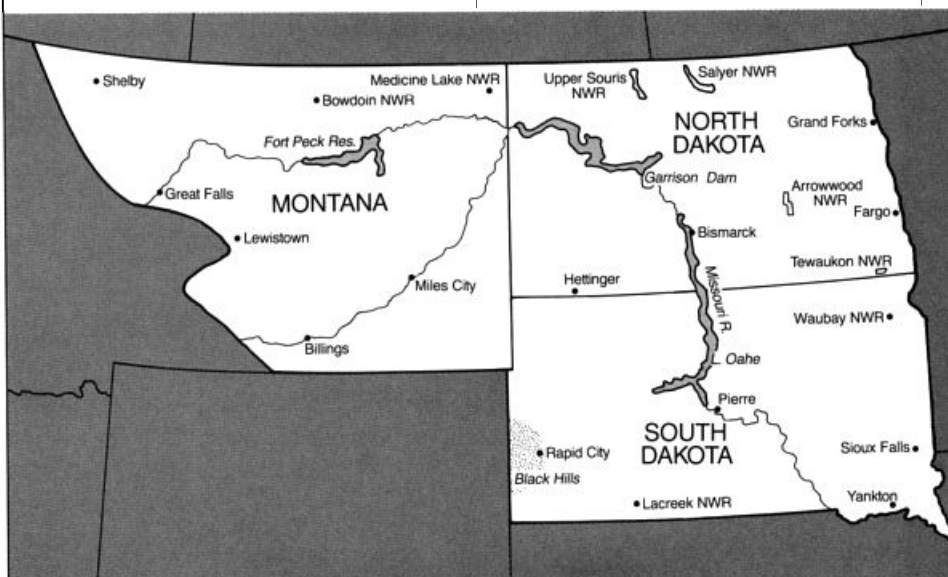 Shelby
Medicine Lake NWR
Bowdoin NWR
Fort Peck Res.
Great Falls
MONTANA
Lewistown
Miles City
Billings
Upper Souris
NWR
Salyer NWR
NORTH
DAKOTA
Grand Forks
Garrison Dam
Arrowwood
NWR
Fargo
Bismarck
Tewaukon NWR
Hettinger
Missouri R.
Waubay NWR
L. Oahe
Pierre
SOUTH
DAKOTA
Sioux Falls
Rapid City
Black Hills
Lacreek NWR
Yankton